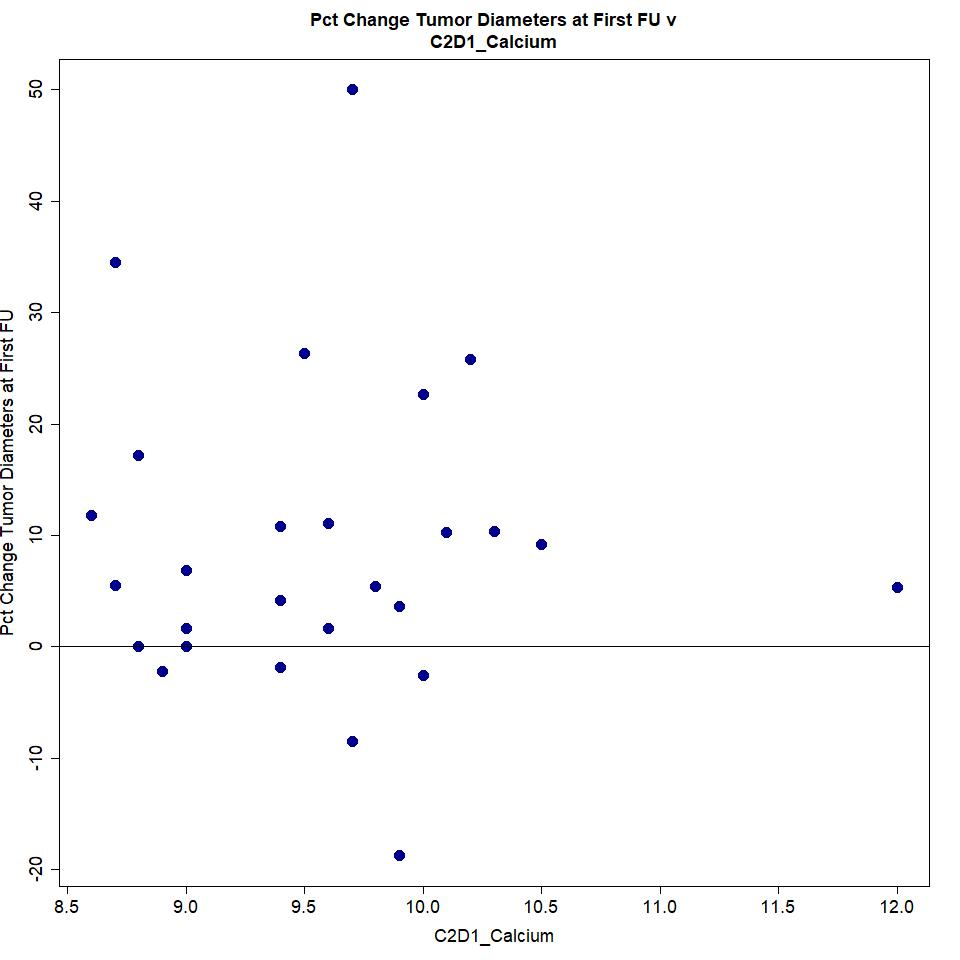 Pct Change Tumor Diameters at First FU v
C2D1_Calcium
Pct Change Tumor Diameters at First FU
50
40
30
20
10
0
-10
-20
8.5 9.0 9.5 10.0 10.5 11.0 11.5 12.0
C2D1_Calcium